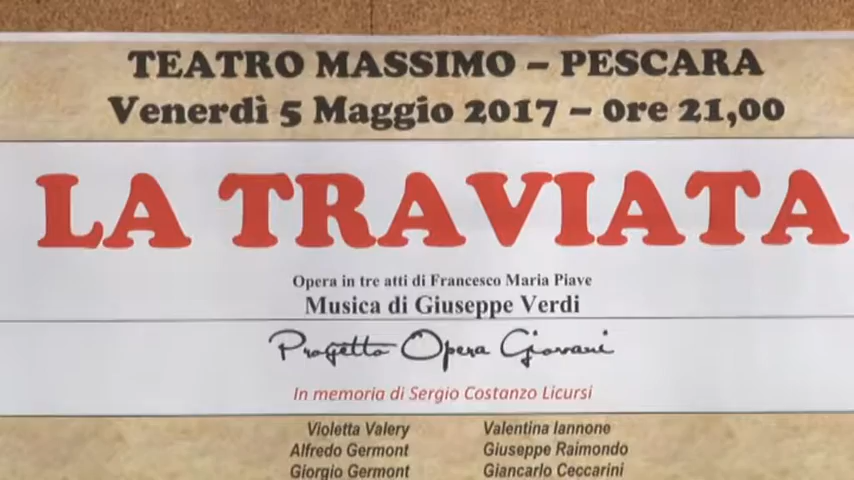 TEATRO MASSIMO – PESCARA
Venerdì 5 Maggio 2017 – Ore 21,00
LA TRAVIATA
Opera in tre atti di Francesco Maria Piave
Musica di Giuseppe Verdi
Progetto Opera Giovani
In memoria di Sergio Costanzo Licursi
Violetta Valery Valentina Iannone
Alfredo Germont Giuseppe Raimondo
Giorgio Germont Giancarlo Ceccarini